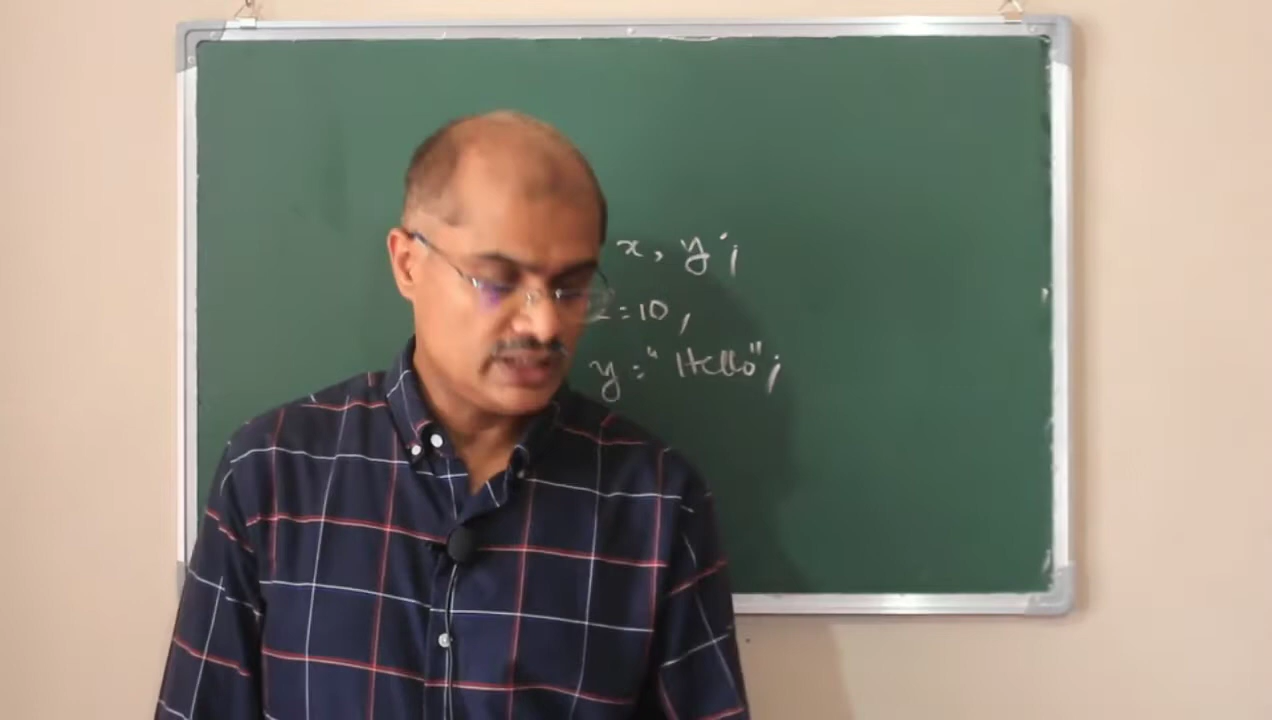 x, y;
x=10,
y="Hello";